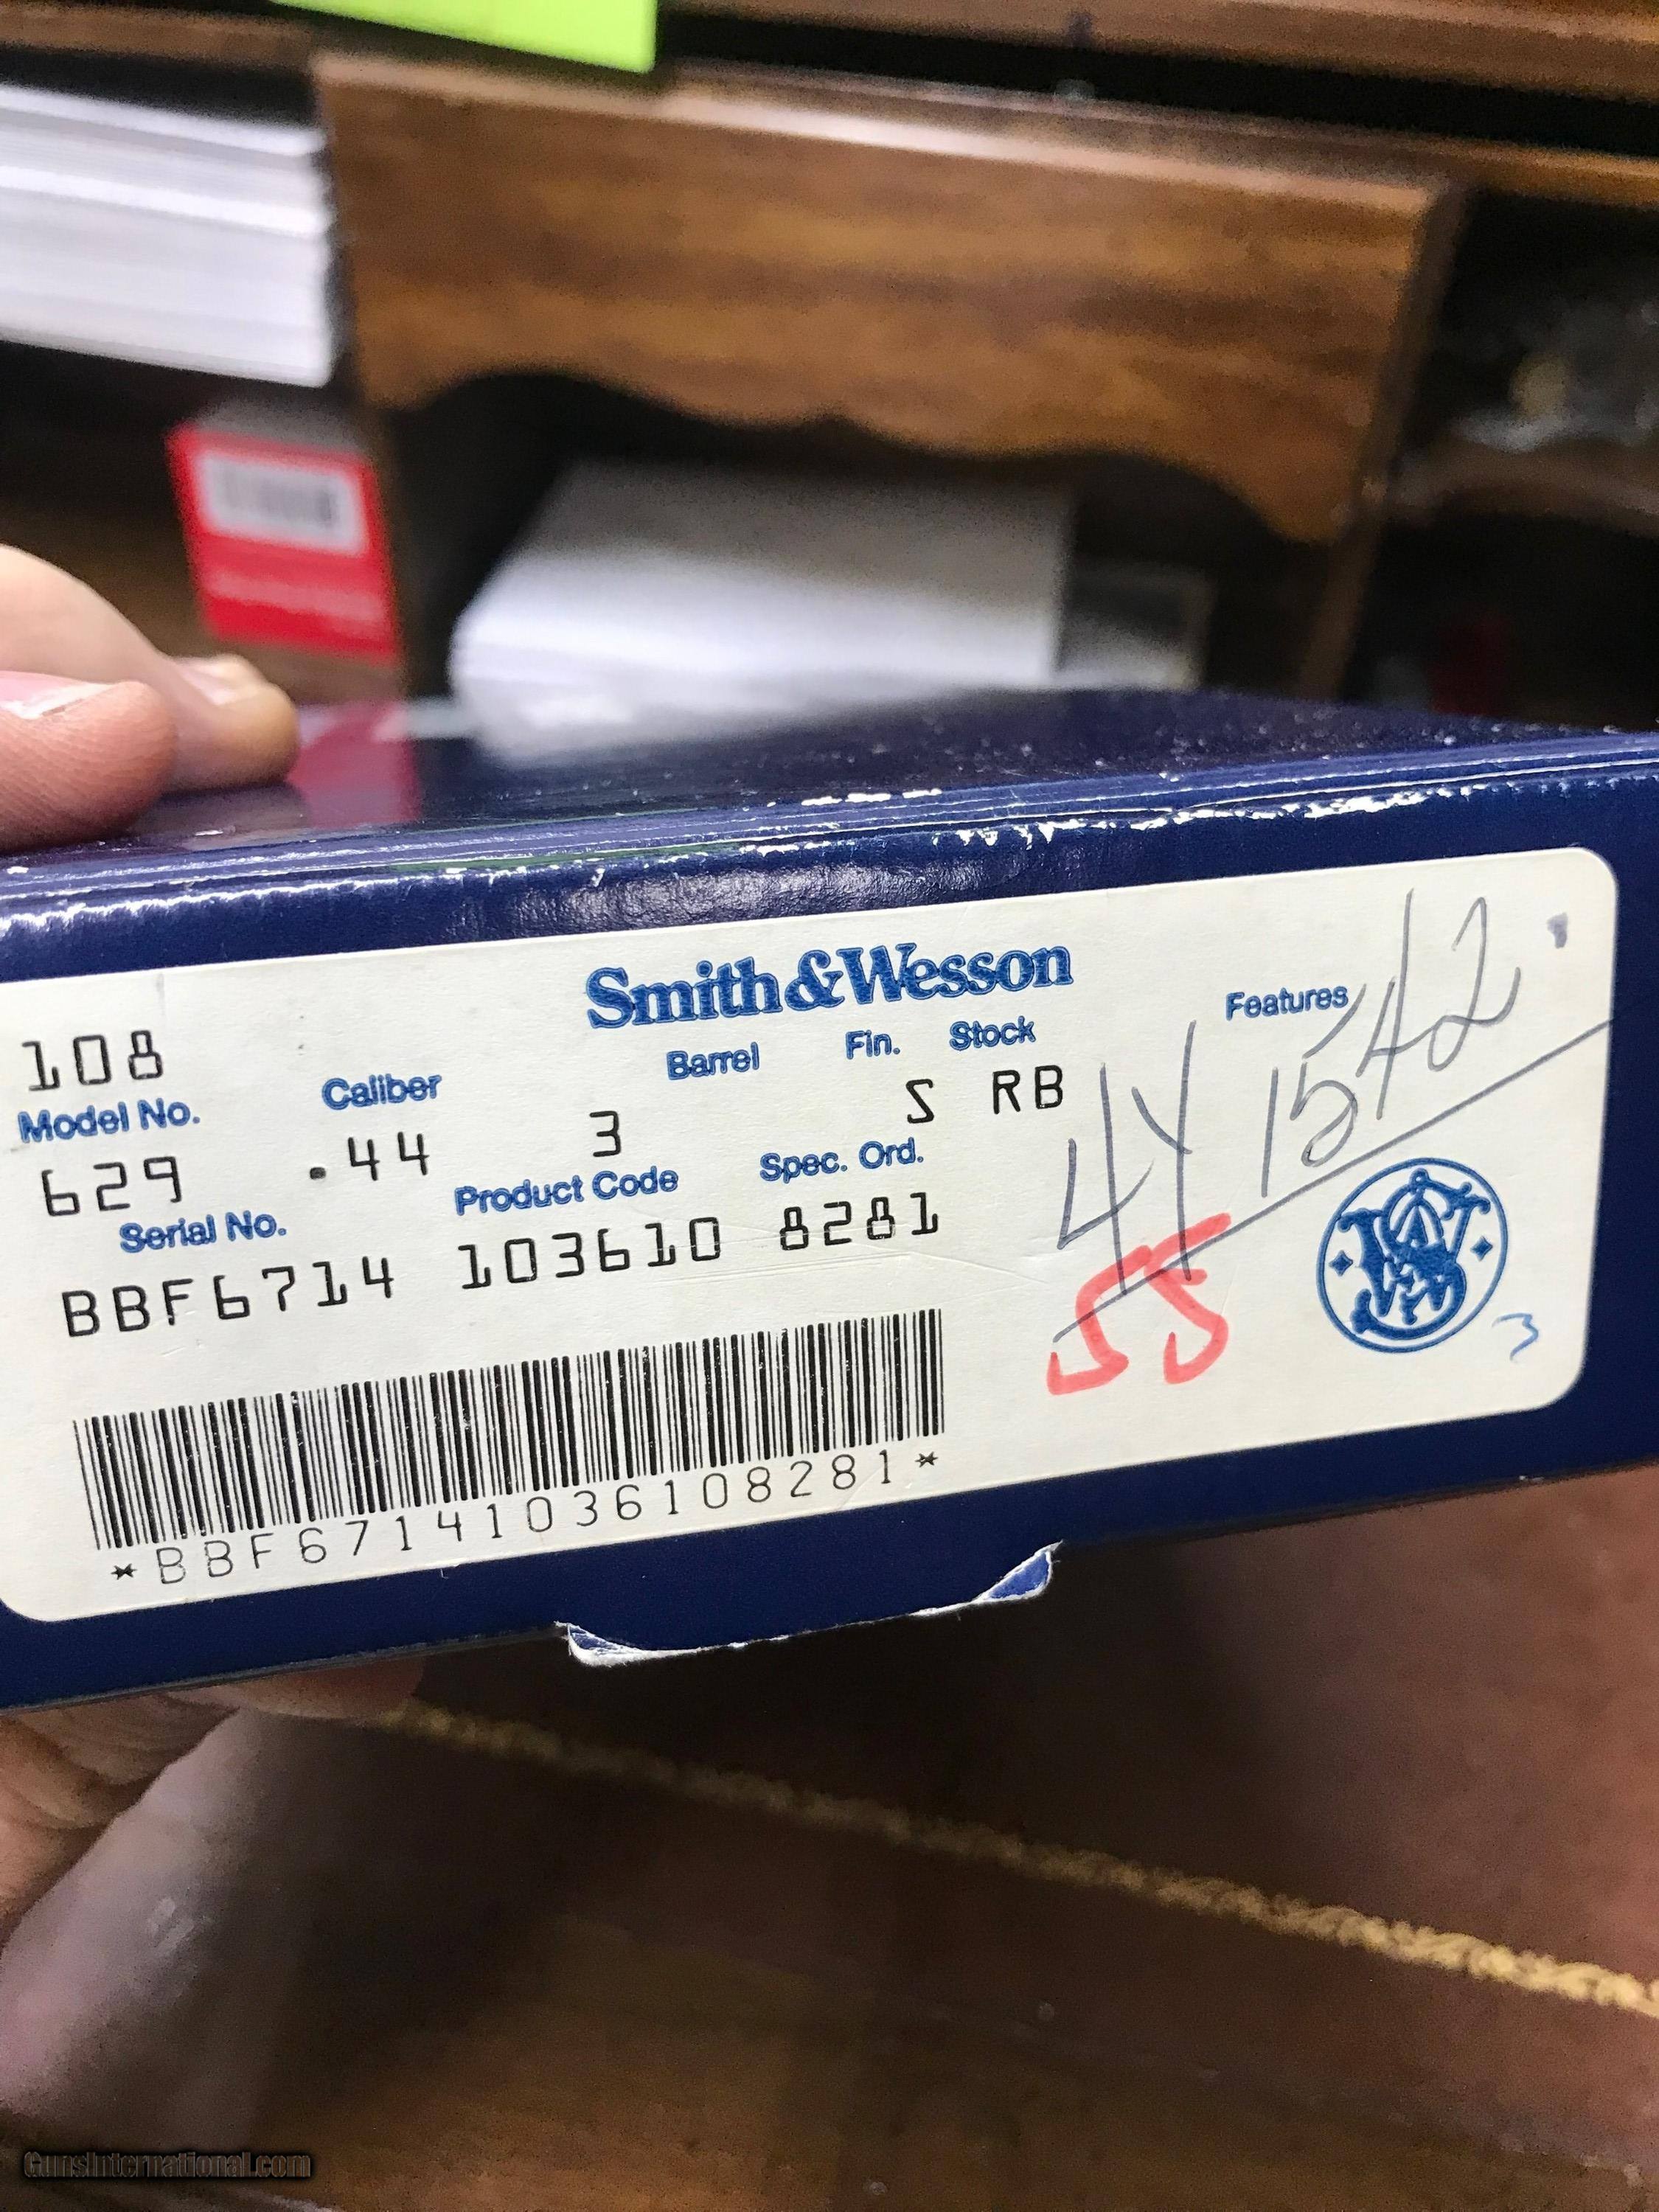 Smith&Wesson
108
Model No. Caliber Barrel Fin. Stock Features
629 .44 3 S RB
Serial No. Product Code Spec. Ord.
BBF6714 103610 8281
4Y 1542
SS
3
*BBF67141036108281*
GunsInternational.com